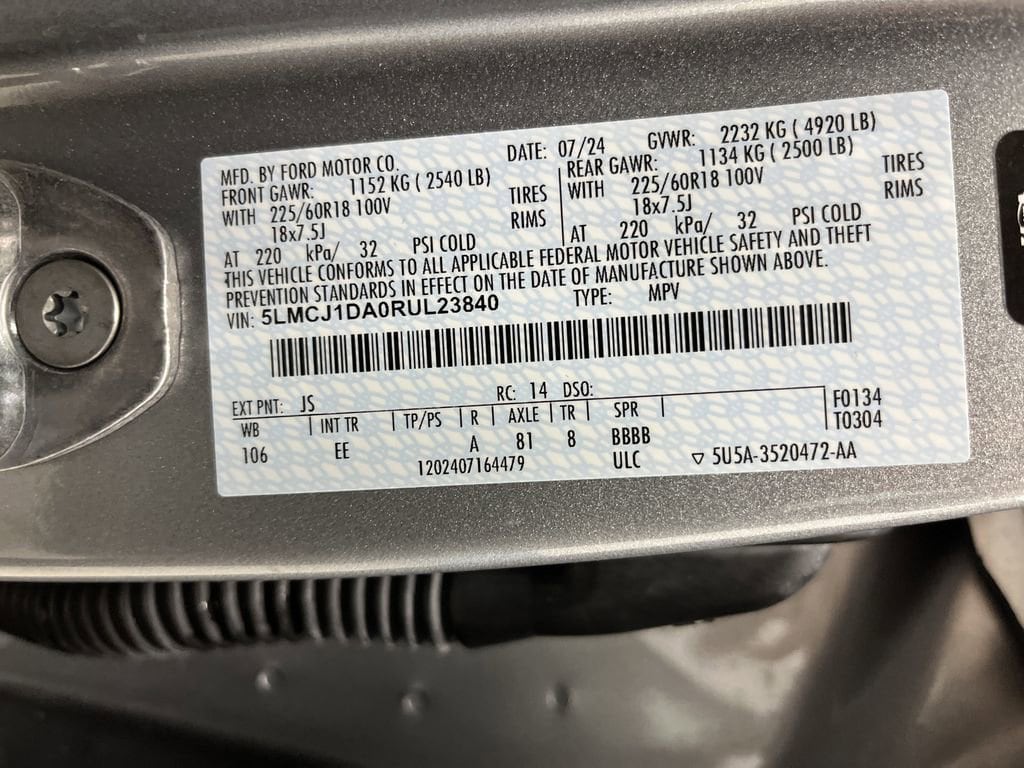 MFD. BY FORD MOTOR CO. DATE: 07/24 GVWR: 2232 KG ( 4920 LB)
FRONT GAWR: 1152 KG ( 2540 LB) REAR GAWR: 1134 KG ( 2500 LB)
WITH 225/60R18 100V TIRES WITH 225/60R18 100V TIRES
18x7.5J RIMS 18x7.5J RIMS
AT 220 kPa/ 32 PSI COLD AT 220 kPa/ 32 PSI COLD
THIS VEHICLE CONFORMS TO ALL APPLICABLE FEDERAL MOTOR VEHICLE SAFETY AND THEFT
PREVENTION STANDARDS IN EFFECT ON THE DATE OF MANUFACTURE SHOWN ABOVE.
VIN: 5LMCJ1DA0RUL23840 TYPE: MPV
EXT PNT: JS RC: 14 DSO:
WB INT TR TP/PS R AXLE TR SPR F0134
106 EE A 81 8 BBBB T0304
1202407164479 ULC ▽ 5U5A-3520472-AA